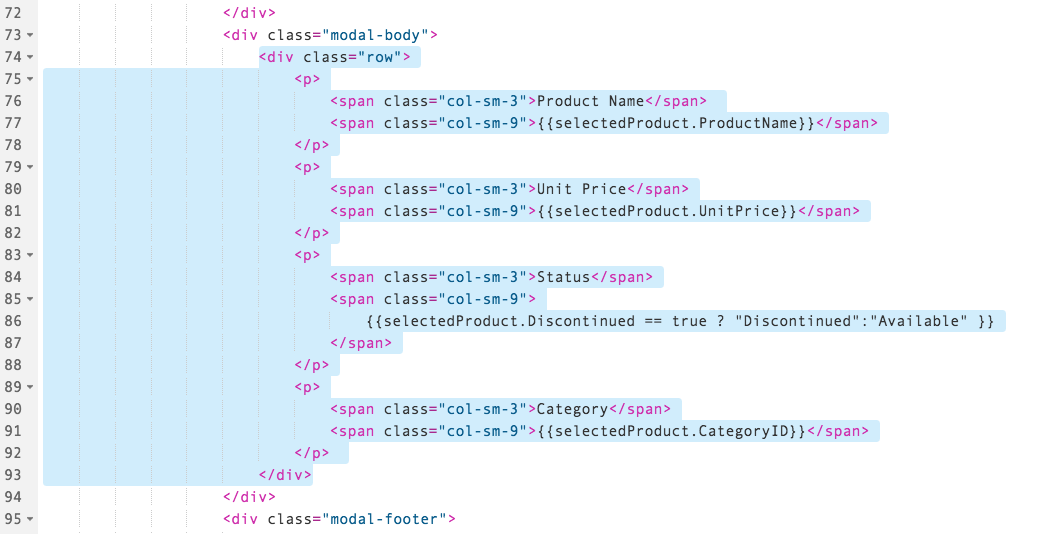 72 </div>
73 <div class="modal-body">
74 <div class="row">
75 <p>
76 <span class="col-sm-3">Product Name</span>
77 <span class="col-sm-9">{{selectedProduct.ProductName}}</span>
78 </p>
79 <p>
80 <span class="col-sm-3">Unit Price</span>
81 <span class="col-sm-9">{{selectedProduct.UnitPrice}}</span>
82 </p>
83 <p>
84 <span class="col-sm-3">Status</span>
85 <span class="col-sm-9">
86 {{selectedProduct.Discontinued == true ? "Discontinued":"Available" }}
87 </span>
88 </p>
89 <p>
90 <span class="col-sm-3">Category</span>
91 <span class="col-sm-9">{{selectedProduct.CategoryID}}</span>
92 </p>
93 </div>
94 </div>
95 <div class="modal-footer">